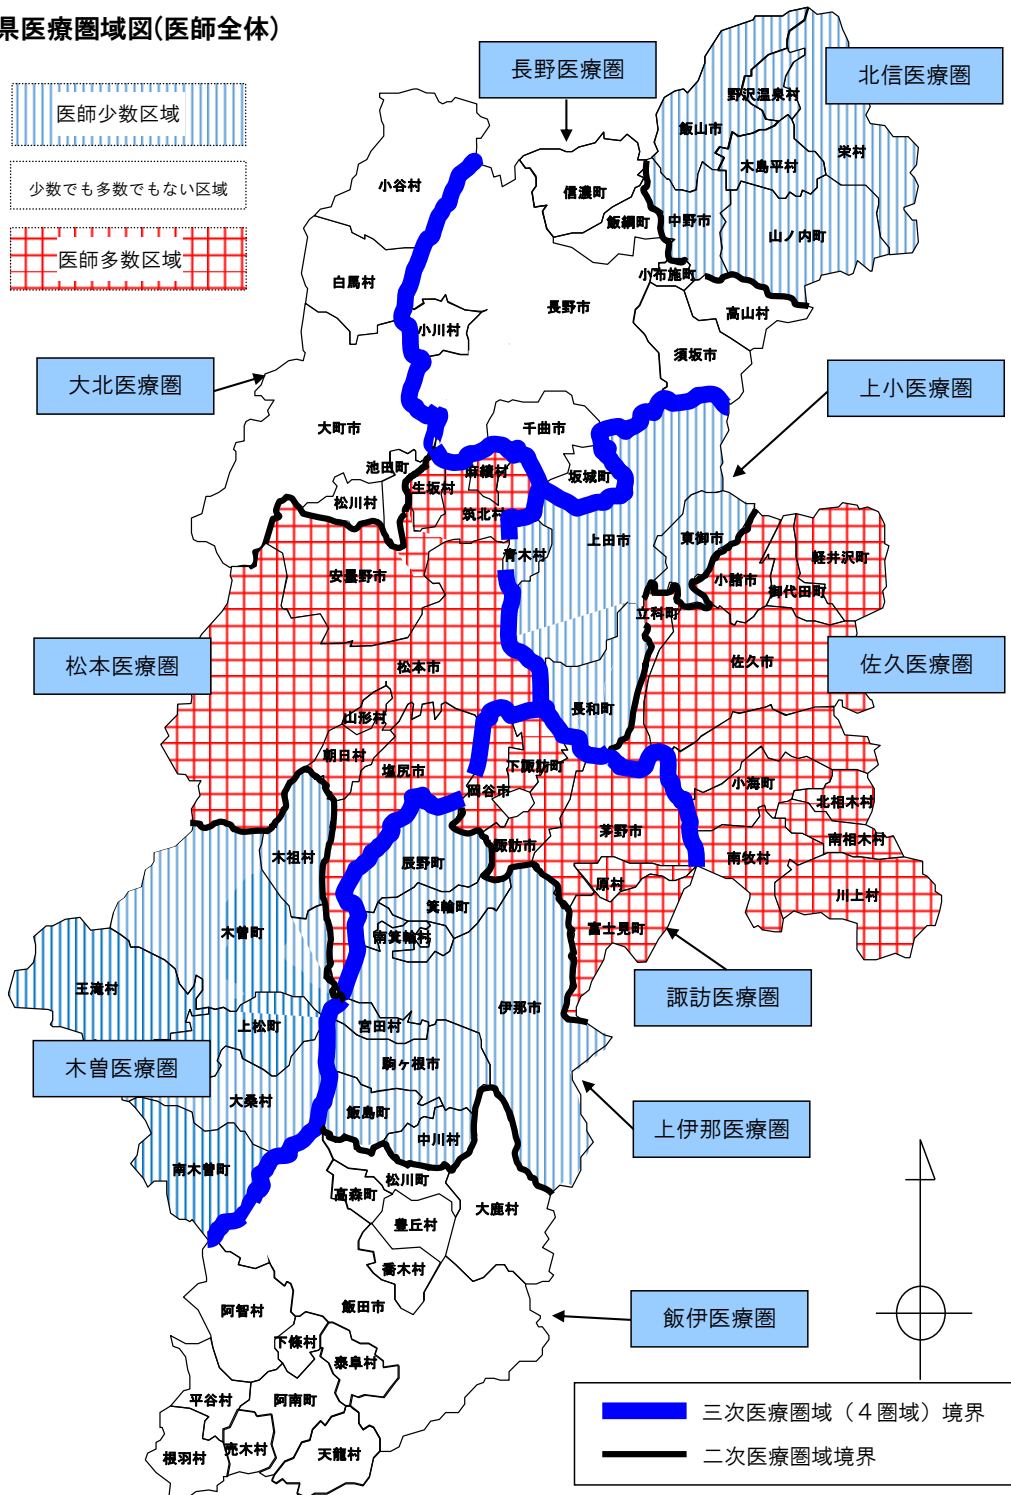 県医療圏域図(医師全体)
医師少数区域
少数でも多数でもない区域
医師多数区域
長野医療圏
北信医療圏
野沢温泉村
飯山市
栄村
木島平村
小谷村
信濃町
飯綱町
中野市
山ノ内町
小布施町
白馬村
長野市
高山村
小川村
須坂市
大北医療圏
上小医療圏
大町市
千曲市
池田町
麻績村
坂城町
生坂村
松川村
筑北村
上田市
東御市
青木村
軽井沢町
安曇野市
小諸市
御代田町
立科町
松本医療圏
松本市
佐久市
佐久医療圏
山形村
長和町
朝日村
塩尻市
下諏訪町
岡谷市
小海町
北相木村
諏訪市
茅野市
南相木村
木祖村
辰野町
南牧村
原村
川上村
箕輪町
木曽町
南箕輪村
富士見町
王滝村
諏訪医療圏
伊那市
上松町
宮田村
木曽医療圏
駒ヶ根市
大桑村
飯島町
上伊那医療圏
中川村
南木曽町
松川町
高森町
大鹿村
豊丘村
喬木村
阿智村
飯田市
飯伊医療圏
下條村
泰阜村
平谷村
阿南町
売木村
天龍村
根羽村
三次医療圏域（４圏域）境界
二次医療圏域境界